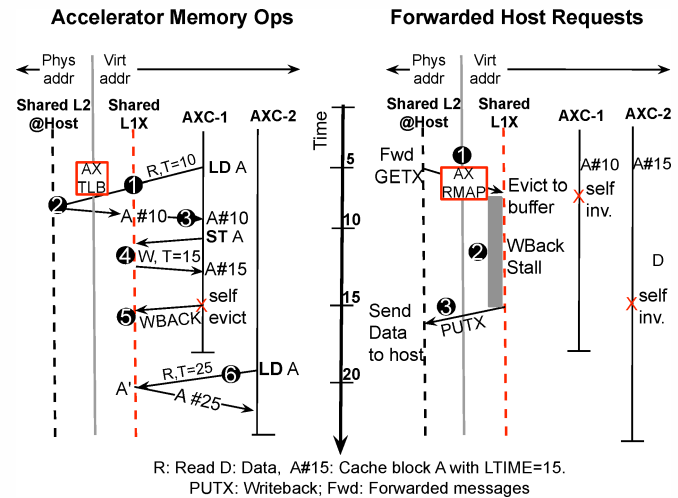 Accelerator Memory Ops
Phys addr
Virt addr
Shared L2 @Host
Shared L1X
AXC-1
AXC-2
AX TLB
R,T=10
LD A
1
2
A, #10
3
A#10
ST A
4
W, T=15
A#15
5
WBACK
self evict
6
R,T=25
LD A
A'
A #25
Time
5
10
15
20
Forwarded Host Requests
Phys addr
Virt addr
Shared L2 @Host
Shared L1X
AXC-1
AXC-2
Fwd GETX
1
AX RMAP
A#10
A#15
Evict to buffer
self inv.
2
WBack Stall
D
3
Send Data to host
PUTX
self inv.
R: Read D: Data, A#15: Cache block A with LTIME=15.
PUTX: Writeback; Fwd: Forwarded messages